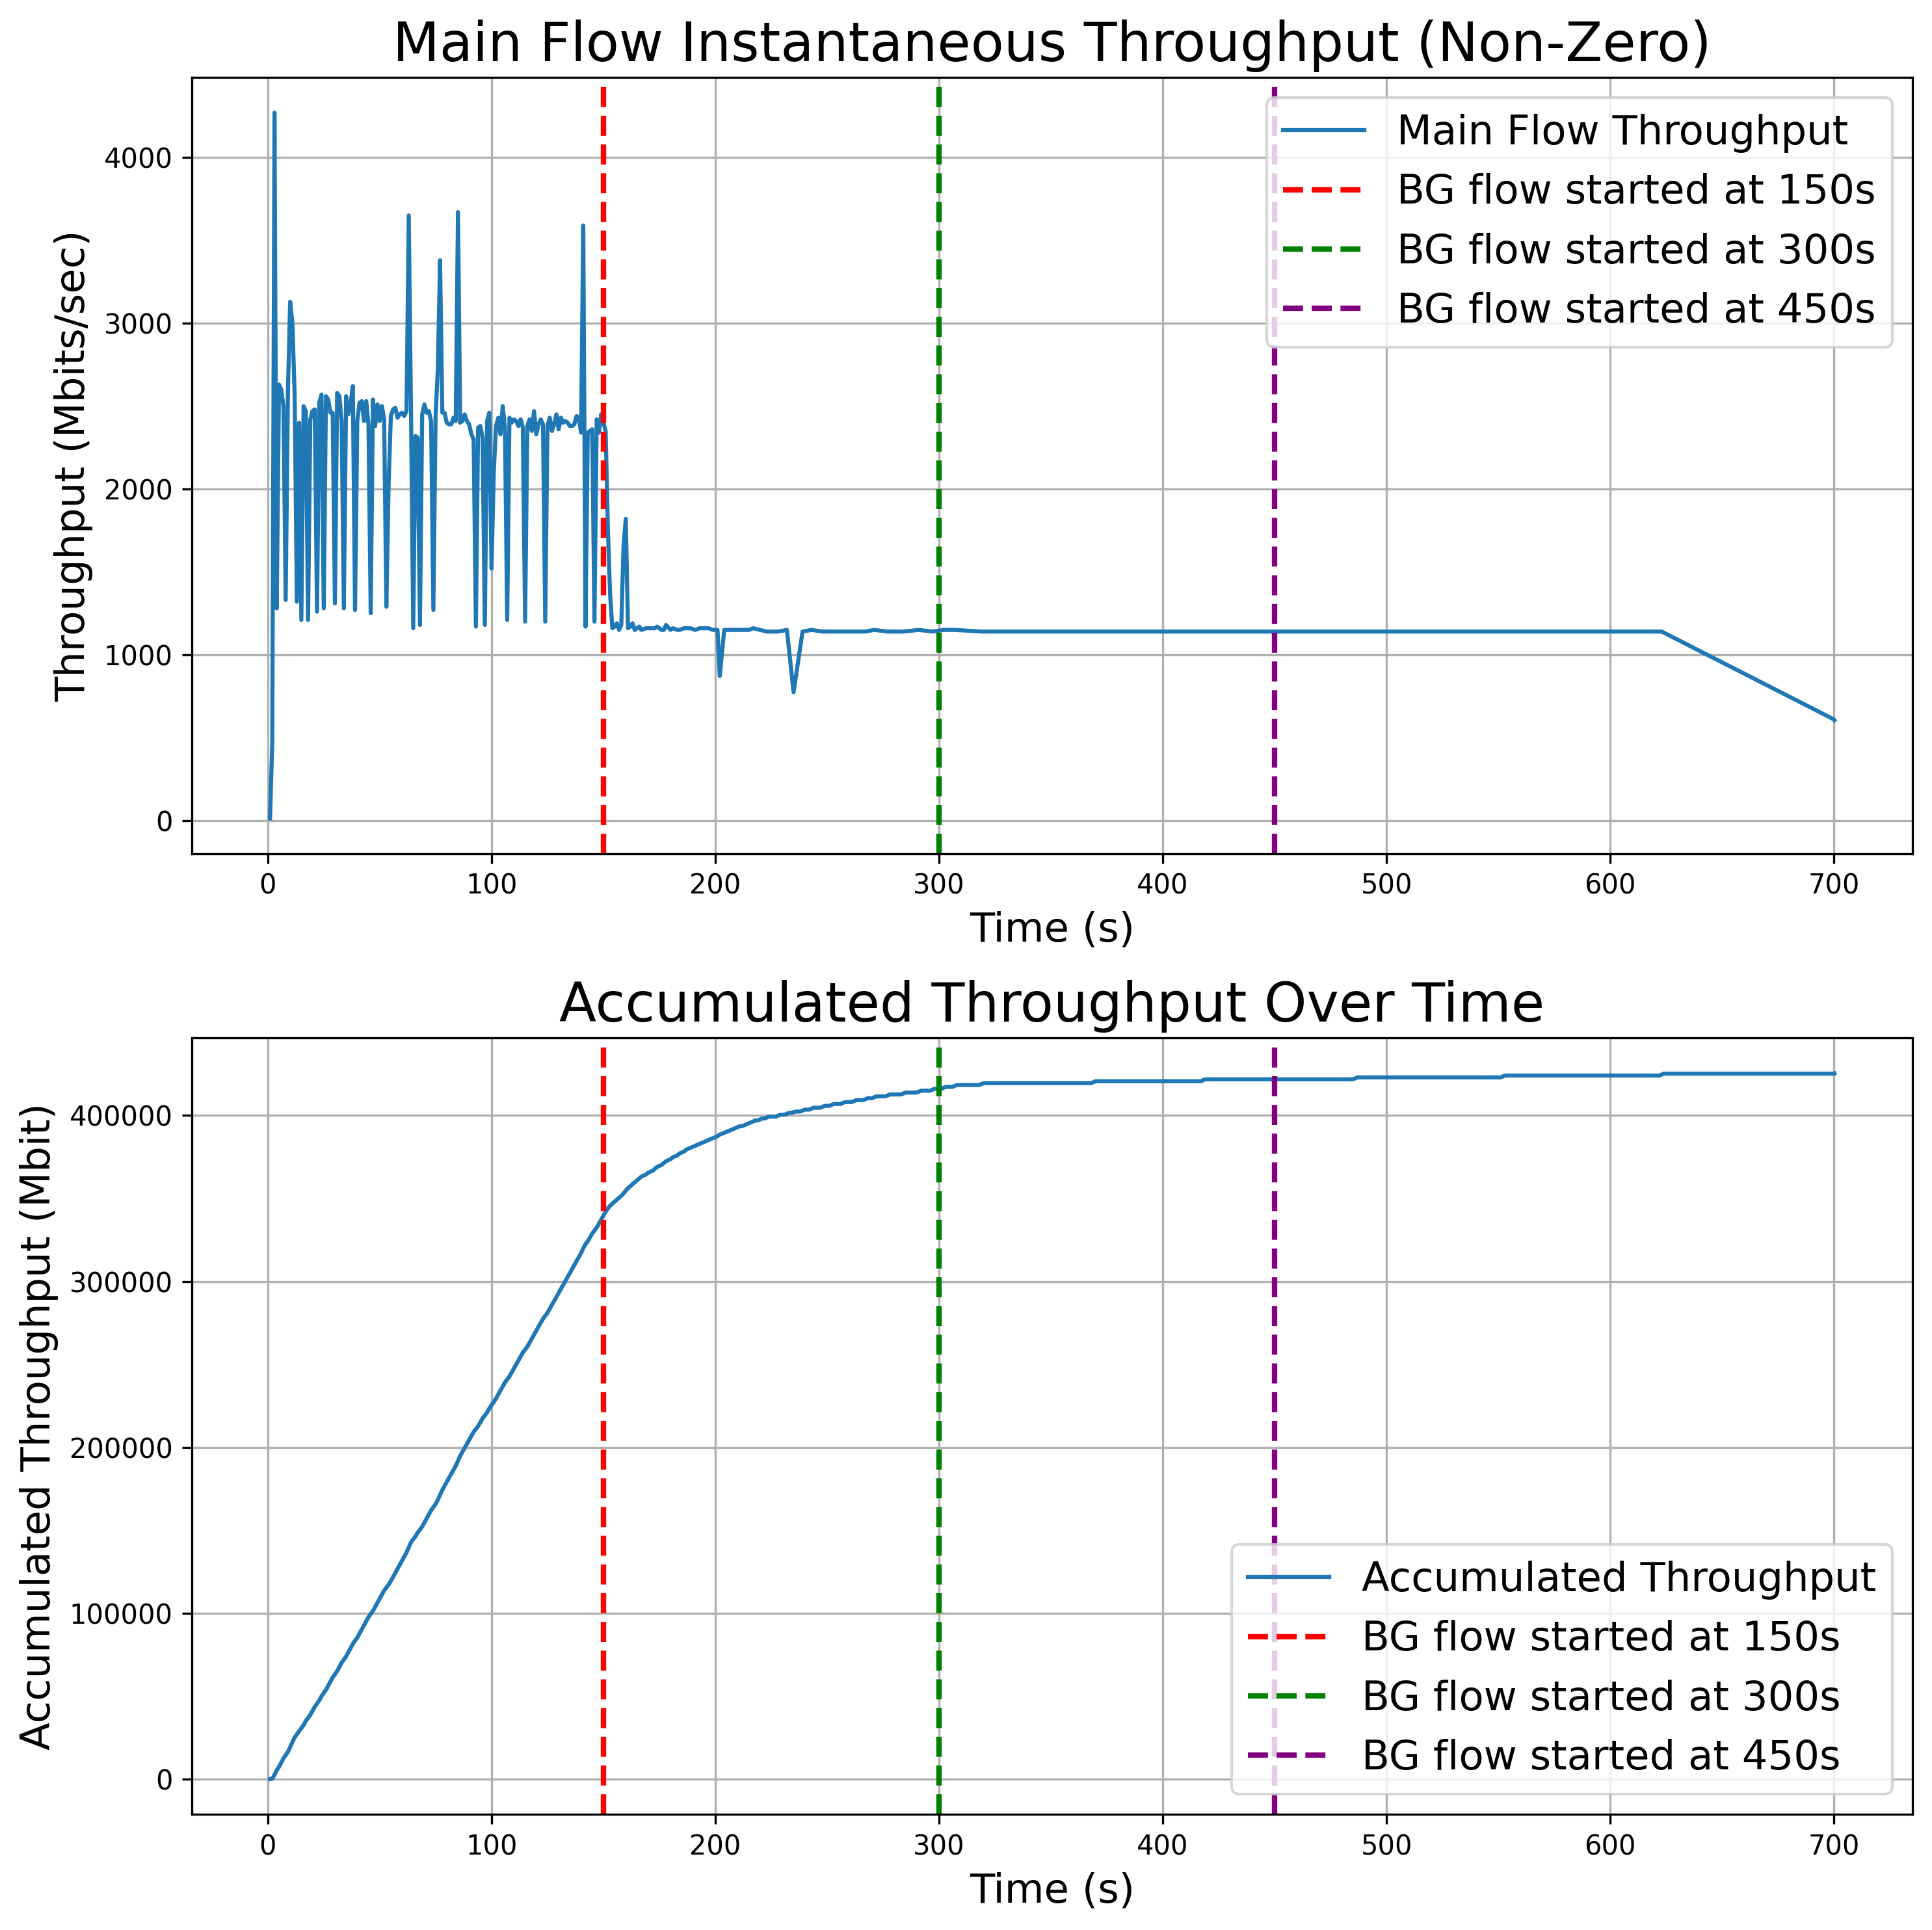 Main Flow Instantaneous Throughput (Non-Zero)
Throughput (Mbits/sec)
4000
3000
2000
1000
0
Main Flow Throughput
BG flow started at 150s
BG flow started at 300s
BG flow started at 450s
0 100 200 300 400 500 600 700
Time (s)
Accumulated Throughput Over Time
Accumulated Throughput (Mbit)
400000
300000
200000
100000
0
Accumulated Throughput
BG flow started at 150s
BG flow started at 300s
BG flow started at 450s
0 100 200 300 400 500 600 700
Time (s)